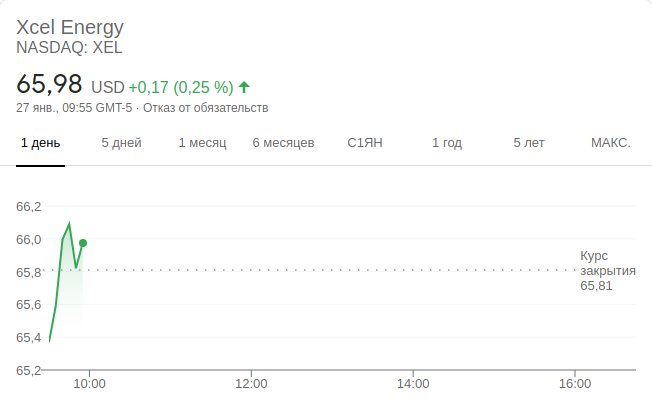 Xcel Energy
NASDAQ: XEL
65,98 USD +0,17 (0,25 %)
27 янв., 09:55 GMT-5 · Отказ от обязательств
1 день 5 дней 1 месяц 6 месяцев С1ЯН 1 год 5 лет МАКС.
66,2
66,0
Курс
65,8 закрытия
65,81
65,6
65,4
65,2
10:00 12:00 14:00 16:00